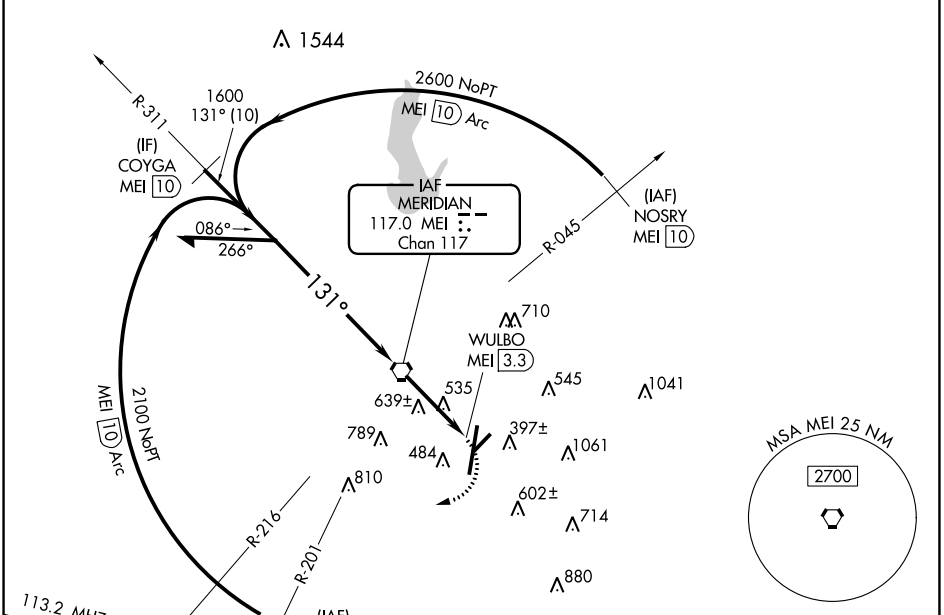 1544
2600 NoPT
MEI 10 Arc
R-311
1600
131° (10)
(IF)
COYGA
MEI 10
IAF
MERIDIAN
117.0 MEI
Chan 117
(IAF)
NOSRY
MEI 10
R-045
086°
266°
131°
710
WULBO
MEI 3.3
2100 NoPT
MEI 10 Arc
535
545
1041
639±
789
484
397±
1061
810
602±
714
880
R-216
R-201
MSA MEI 25 NM
2700
(IAF)
113.2